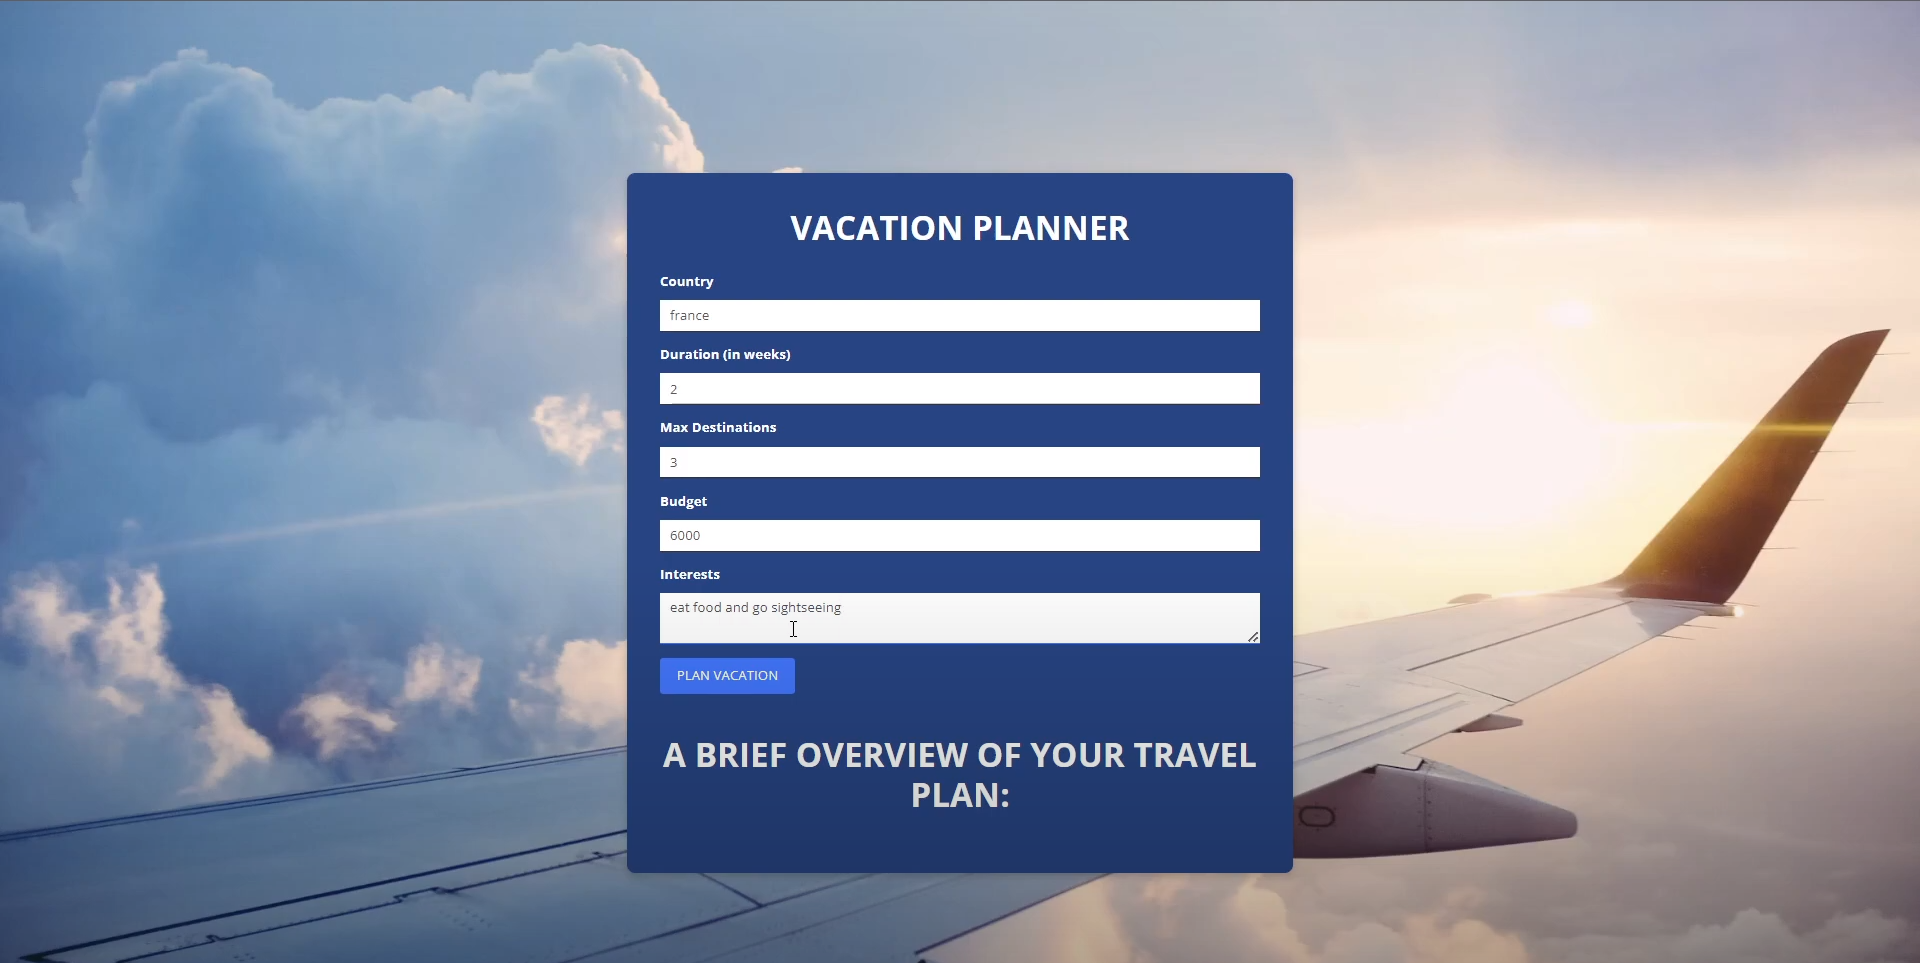 VACATION PLANNER
Country
france
Duration (in weeks)
2
Max Destinations
3
Budget
6000
Interests
eat food and go sightseeing
PLAN VACATION
A BRIEF OVERVIEW OF YOUR TRAVEL
PLAN: